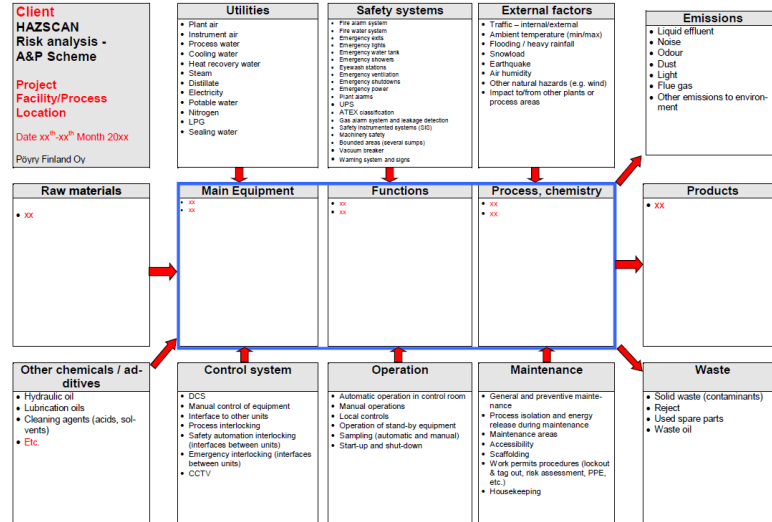 Client
HAZSCAN
Risk analysis -
A&P Scheme
Project
Facility/Process
Location
Date xxth-xxth Month 20xx
Pöyry Finland Oy
Utilities
• Plant air
• Instrument air
• Process water
• Cooling water
• Heat recovery water
• Steam
• Distillate
• Electricity
• Potable water
• Nitrogen
• LPG
• Sealing water
Safety systems
• Fire alarm system
• Fire water system
• Emergency exits
• Emergency lights
• Emergency water tank
• Emergency showers
• Eyewash stations
• Emergency ventilation
• Emergency shutdowns
• Emergency power
• Plant alarms
• UPS
• ATEX classification
• Gas alarm system and leakage detection
• Safety instrumented systems (SIS)
• Machinery safety
• Bounded areas (several sumps)
• Vacuum breaker
• Warning system and signs
External factors
• Traffic – internal/external
• Ambient temperature (min/max)
• Flooding / heavy rainfall
• Snowload
• Earthquake
• Air humidity
• Other natural hazards (e.g. wind)
• Impact to/from other plants or
process areas
Emissions
• Liquid effluent
• Noise
• Odour
• Dust
• Light
• Flue gas
• Other emissions to environ-
ment
Raw materials
• xx
Main Equipment
• xx
• xx
Functions
• xx
• xx
Process, chemistry
• xx
• xx
Products
• xx
Other chemicals / ad-
ditives
• Hydraulic oil
• Lubrication oils
• Cleaning agents (acids, sol-
vents)
• Etc.
Control system
• DCS
• Manual control of equipment
• Interface to other units
• Process interlocking
• Safety automation interlocking
(interfaces between units)
• Emergency interlocking (interfaces
between units)
• CCTV
Operation
• Automatic operation in control room
• Manual operations
• Local controls
• Operation of stand-by equipment
• Sampling (automatic and manual)
• Start-up and shut-down
Maintenance
• General and preventive mainte-
nance
• Process isolation and energy
release during maintenance
• Maintenance areas
• Accessibility
• Scaffolding
• Work permits procedures (lockout
& tag out, risk assessment, PPE,
etc.)
• Housekeeping
Waste
• Solid waste (contaminants)
• Reject
• Used spare parts
• Waste oil